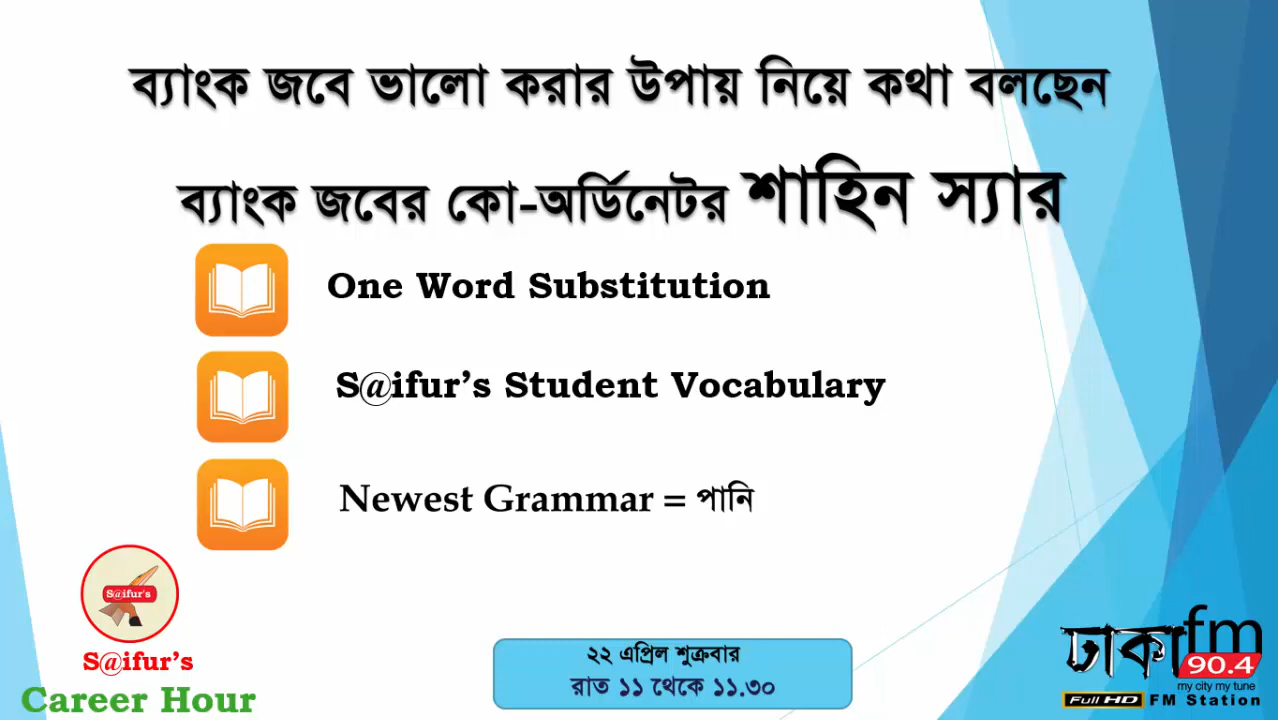 ব্যাংক জবে ভালো করার উপায় নিয়ে কথা বলছেন
ব্যাংক জবের কো-অর্ডিনেটর শাহিন স্যার
One Word Substitution
S@ifur’s Student Vocabulary
Newest Grammar = পানি
S@ifur's
S@ifur’s
Career Hour
২২ এপ্রিল শুক্রবার
রাত ১১ থেকে ১১.৩০
ঢাকা fm
90.4
my city my tune
Full HD FM Station